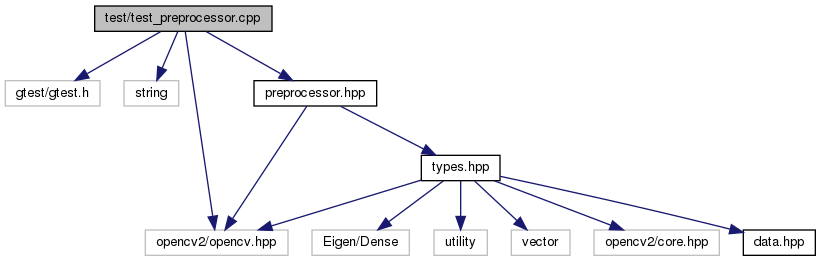 test/test_preprocessor.cpp
gtest/gtest.h
string
preprocessor.hpp
types.hpp
opencv2/opencv.hpp
Eigen/Dense
utility
vector
opencv2/core.hpp
data.hpp